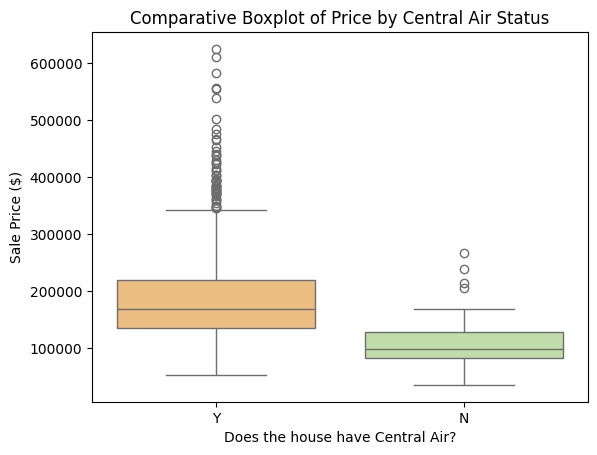 Comparative Boxplot of Price by Central Air Status
Sale Price ($)
600000
500000
400000
300000
200000
100000
Y N
Does the house have Central Air?